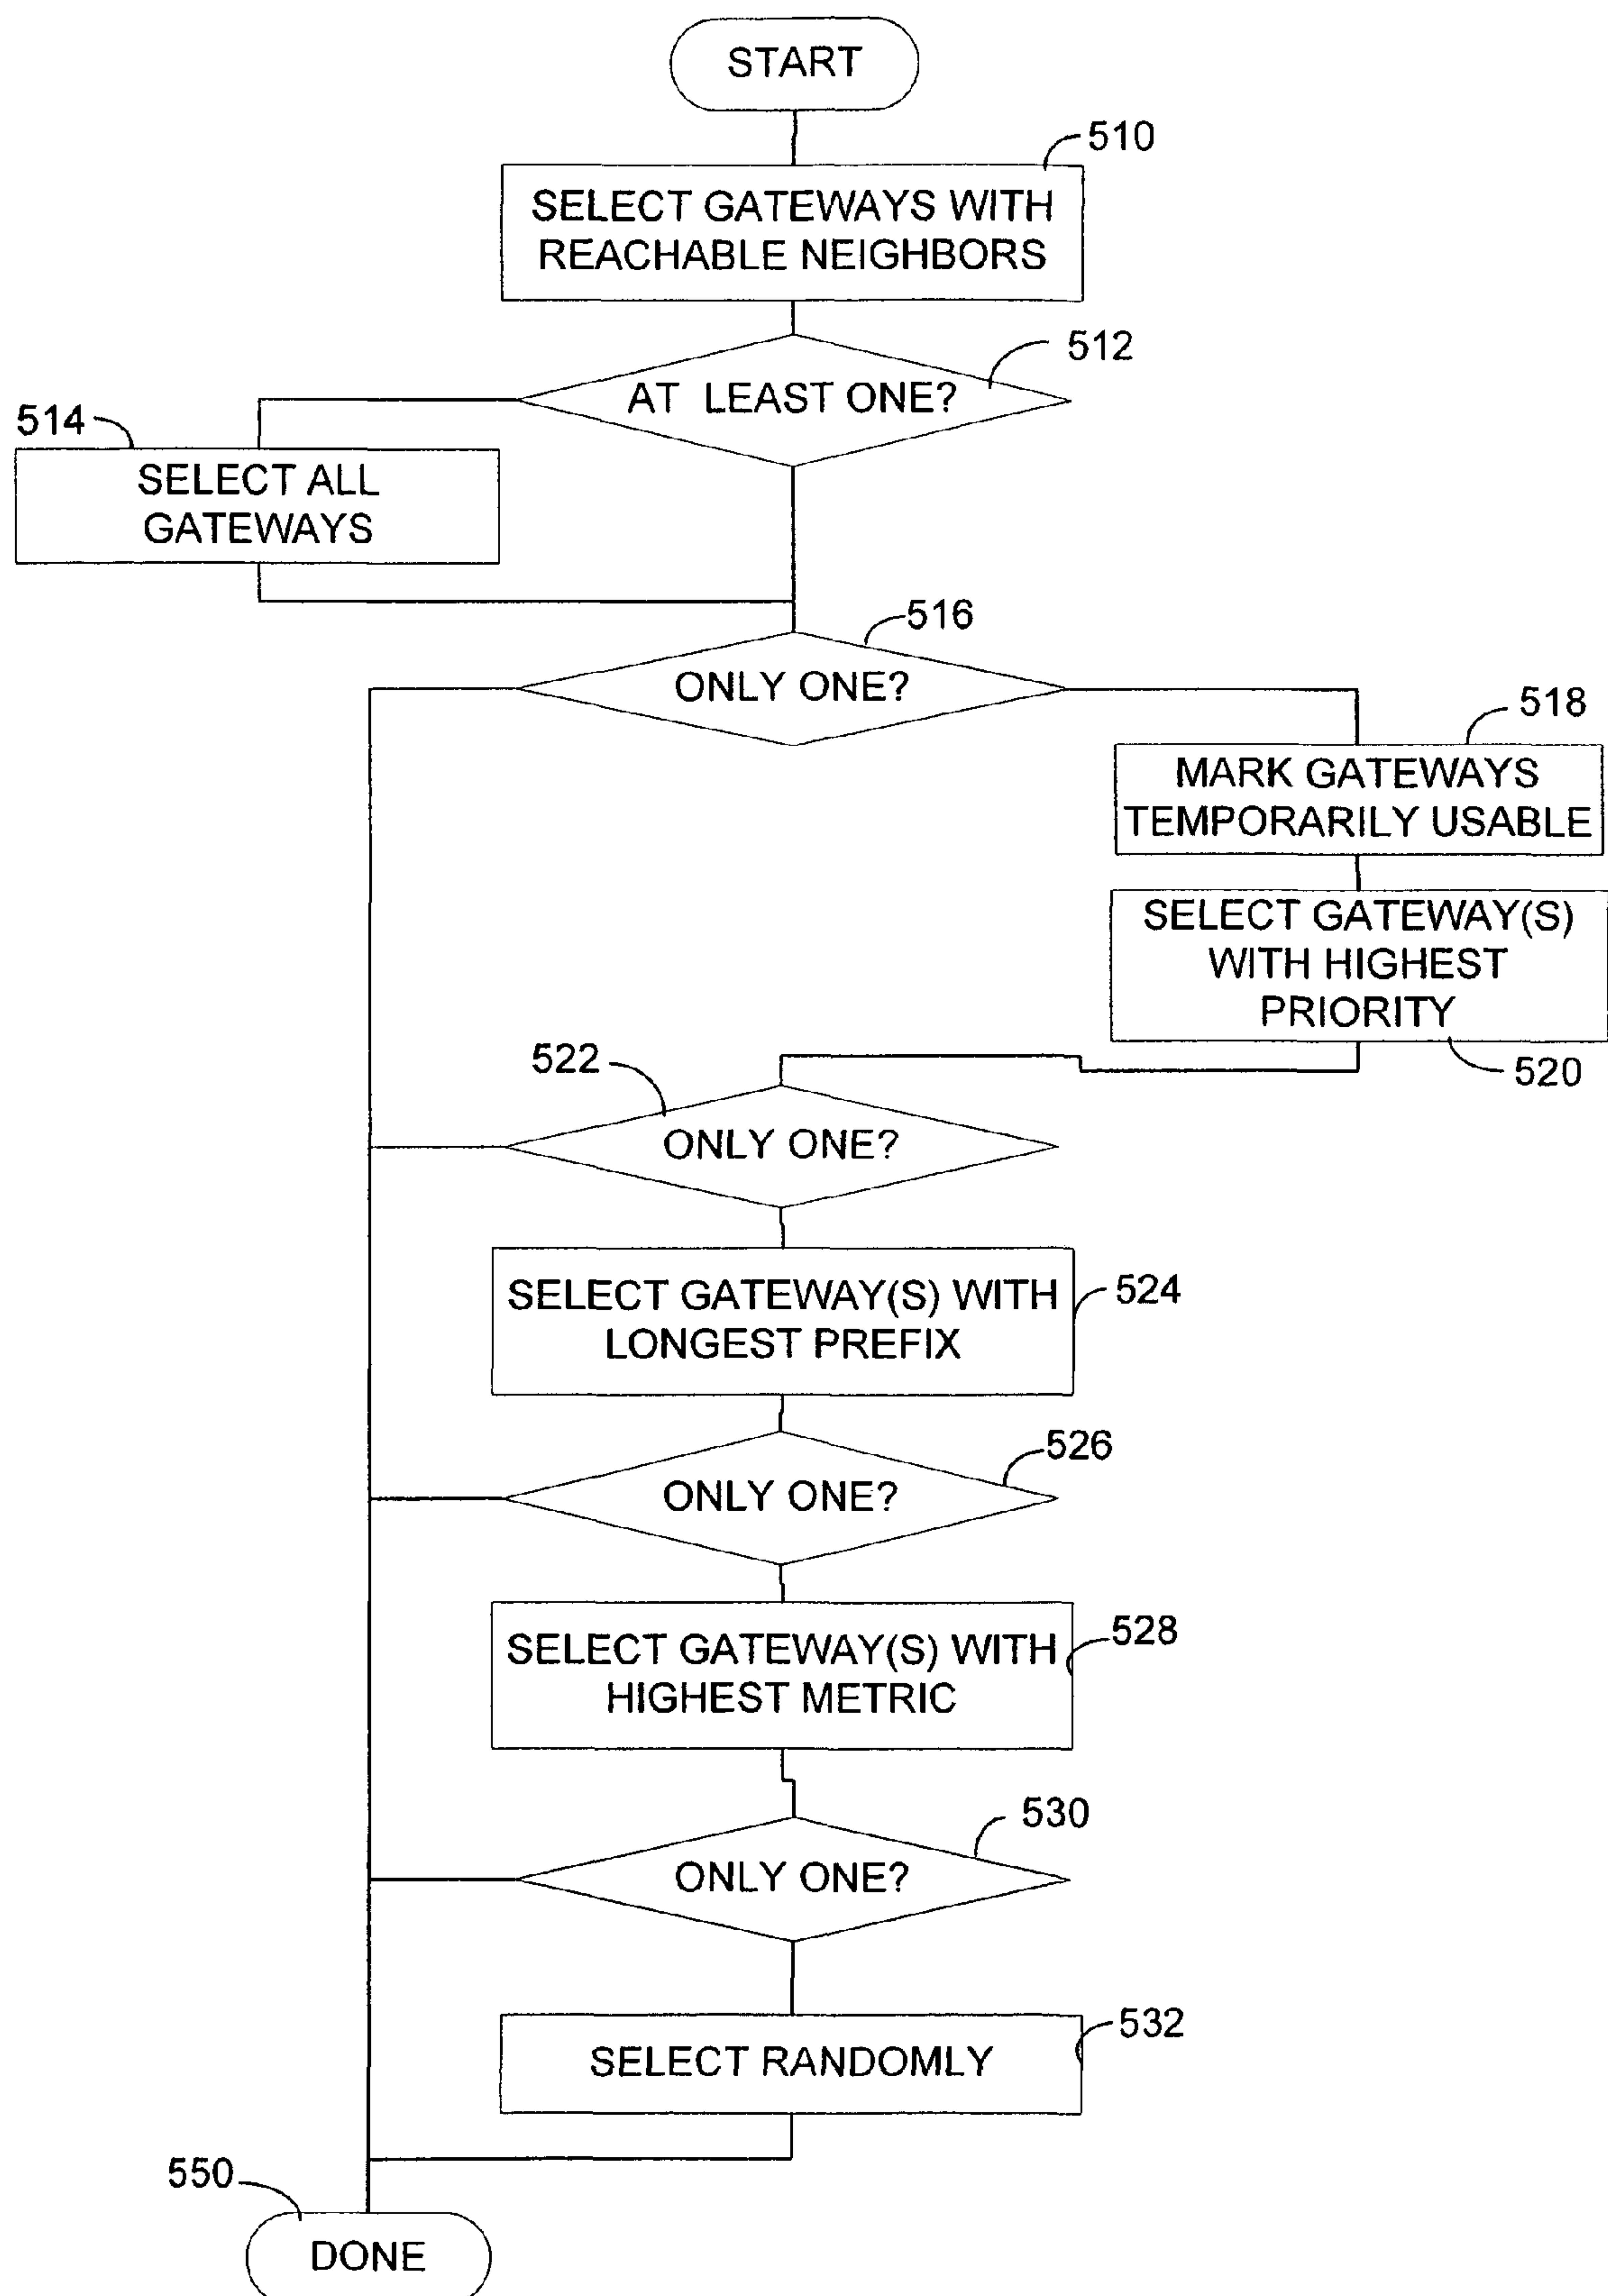 START
510
SELECT GATEWAYS WITH
REACHABLE NEIGHBORS
512
AT LEAST ONE?
514
SELECT ALL
GATEWAYS
516
ONLY ONE?
518
MARK GATEWAYS
TEMPORARILY USABLE
SELECT GATEWAY(S)
WITH HIGHEST
PRIORITY
520
522
ONLY ONE?
SELECT GATEWAY(S) WITH
LONGEST PREFIX
524
526
ONLY ONE?
SELECT GATEWAY(S) WITH
HIGHEST METRIC
528
530
ONLY ONE?
532
SELECT RANDOMLY
550
DONE